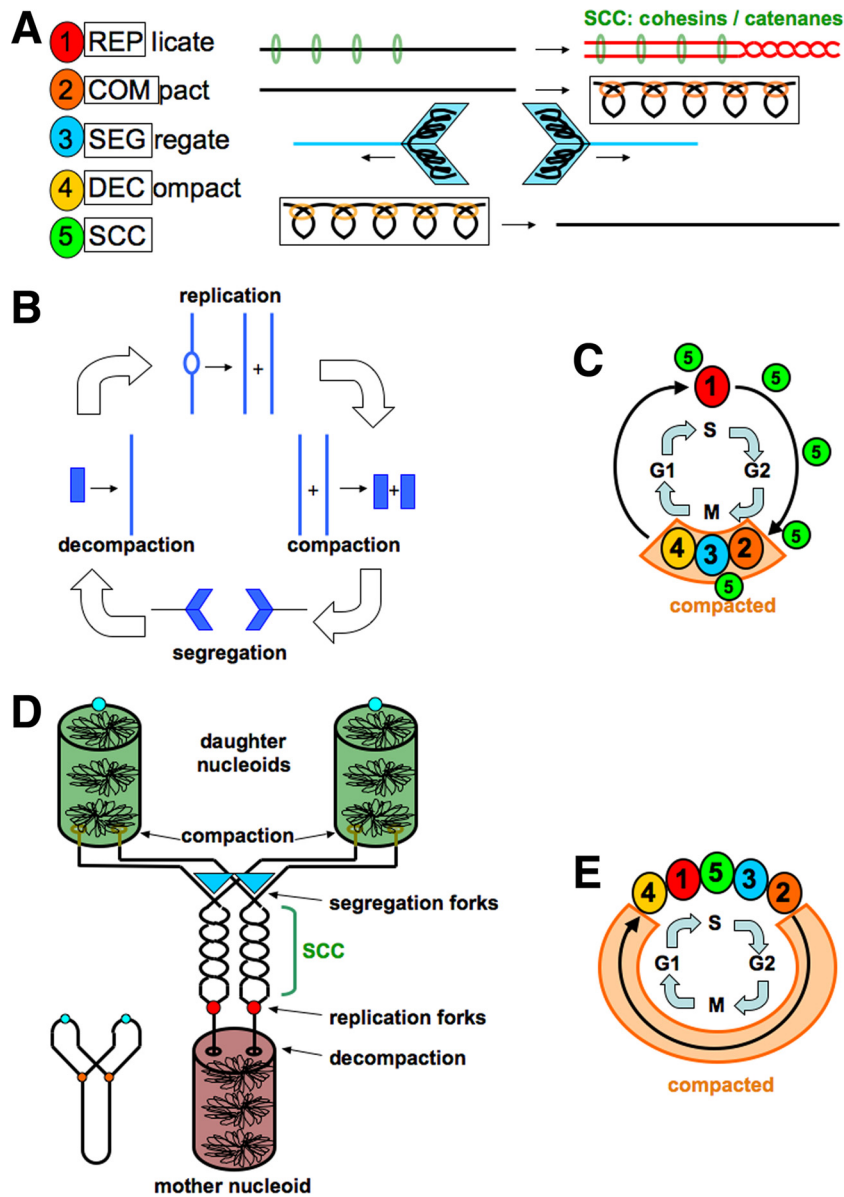 A
1 REP licate
SCC: cohesins / catenanes
2 COM pact
3 SEG regate
4 DEC ompact
5 SCC
B
replication
+
+
+
decompaction
compaction
segregation
C
5
5
1
S
5
G1
G2
M
5
4 3 2
5
compacted
D
daughter
nucleoids
compaction
segregation forks
SCC
replication forks
decompaction
mother nucleoid
E
4 1 5 3 2
S
G1
G2
M
compacted